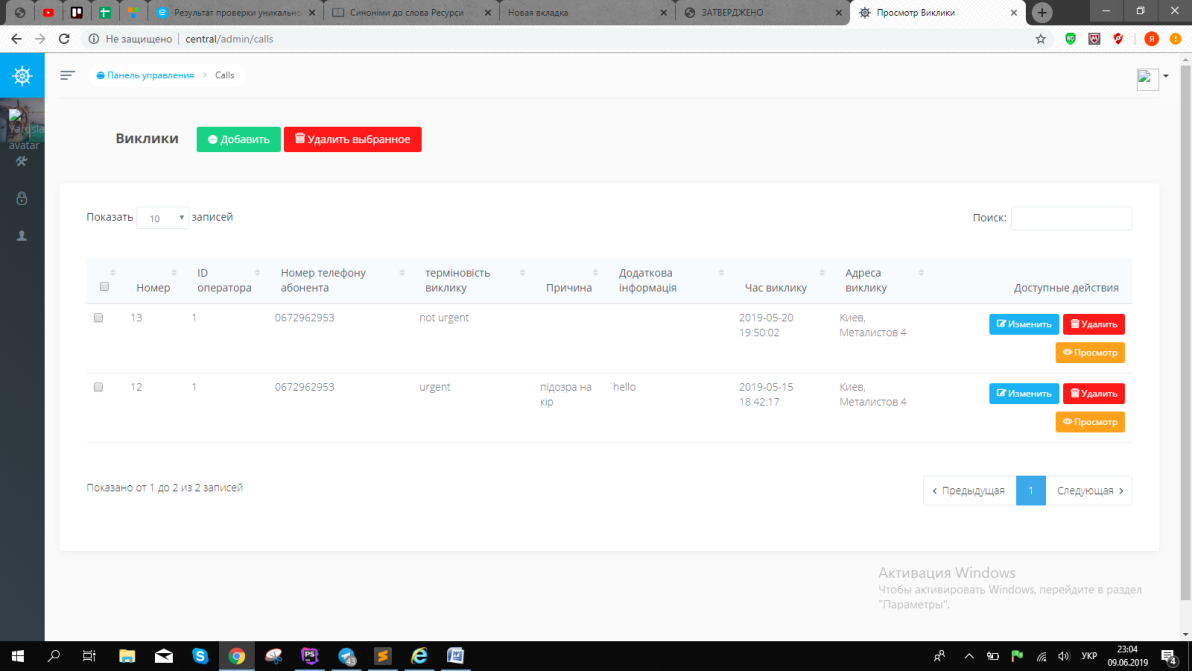 Результат проверки уникально
Синоніми до слова Ресурси
Новая вкладка
ЗАТВЕРДЖЕНО
Просмотр Виклики
Не защищено | central/admin/calls
Панель управления > Calls
avatar
Виклики Добавить Удалить выбранное
Показать 10 записей Поиск:
Номер
ID
оператора
Номер телефону
абонента
терміновість
виклику
Причина
Додаткова
інформація
Час виклику
Адреса
виклику
Доступные действия
13 1 0672962953 not urgent
2019-05-20
19:50:02
Киев,
Металистов 4
Изменить Удалить
Просмотр
12 1 0672962953 urgent
підозра на
кір
hello
2019-05-15
18:42:17
Киев,
Металистов 4
Изменить Удалить
Просмотр
Показано от 1 до 2 из 2 записей
‹ Предыдущая 1 Следующая ›
Активация Windows
Чтобы активировать Windows, перейдите в раздел
"Параметры".
УКР
23:04
09.06.2019
4